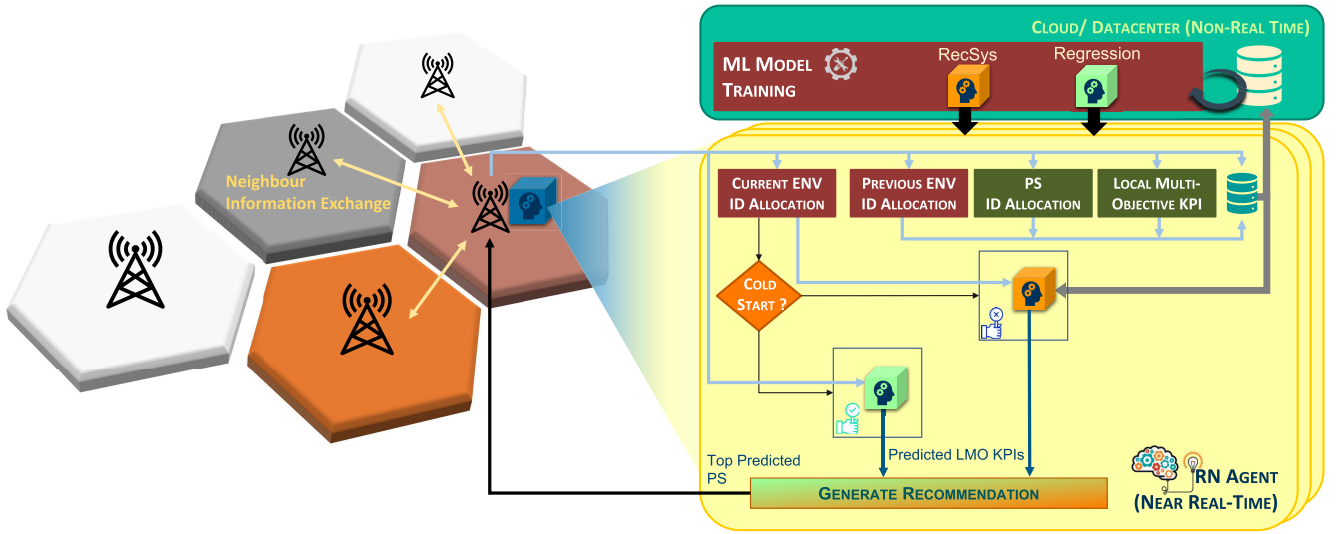 CLOUD/ DATACENTER (NON-REAL TIME)
RecSys
Regression
ML MODEL
TRAINING
Neighbour
Information Exchange
CURRENT ENV
ID ALLOCATION
PREVIOUS ENV
ID ALLOCATION
PS
ID ALLOCATION
LOCAL MULTI-
OBJECTIVE KPI
COLD
START ?
Top Predicted
PS
Predicted LMO KPIs
GENERATE RECOMMENDATION
RN AGENT
(NEAR REAL-TIME)